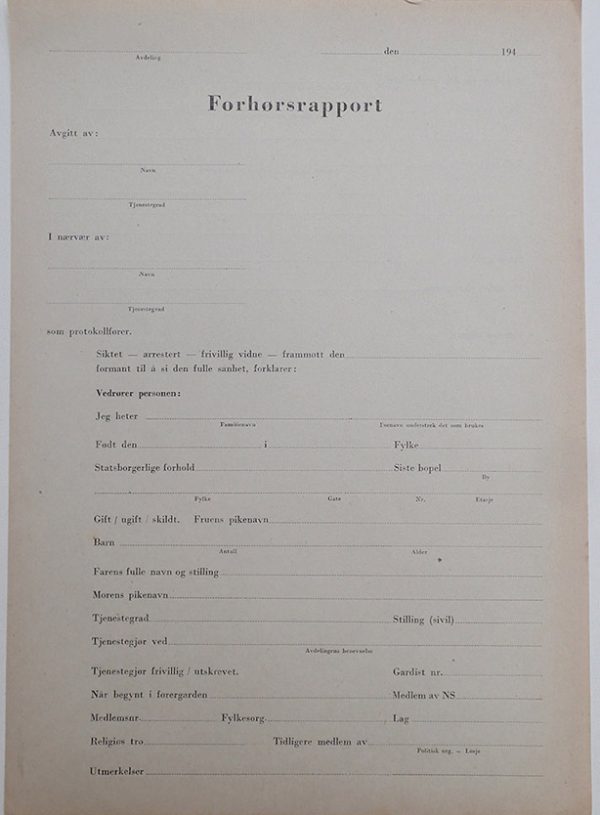 den 194
Avdeling
Forhørsrapport
Avgitt av:
Navn
Tjenestegrad
I nærvær av:
Navn
Tjenestegrad
som protokollfører.
Siktet — arrestert — frivillig vidne — frammøtt den
formant til å si den fulle sanhet, forklarer:
Vedrører personen:
Jeg heter
Familienavn Fornavn understrek det som brukes
Født den i Fylke
Statsborgerlige forhold Siste bopel
By
Fylke Gate Nr. Etasje
Gift / ugift / skildt. Fruens pikenavn
Barn
Antall Alder
Farens fulle navn og stilling
Morens pikenavn
Tjenestegrad Stilling (sivil)
Tjenestegjør ved
Avdelingens benevnelse
Tjenestegjør frivillig / utskrevet. Gardist nr.
Når begynt i førergarden Medlem av NS
Medlemsnr. Fylkesorg. Lag
Religiøs tro Tidligere medlem av
Politisk org. – Losje
Utmerkelser